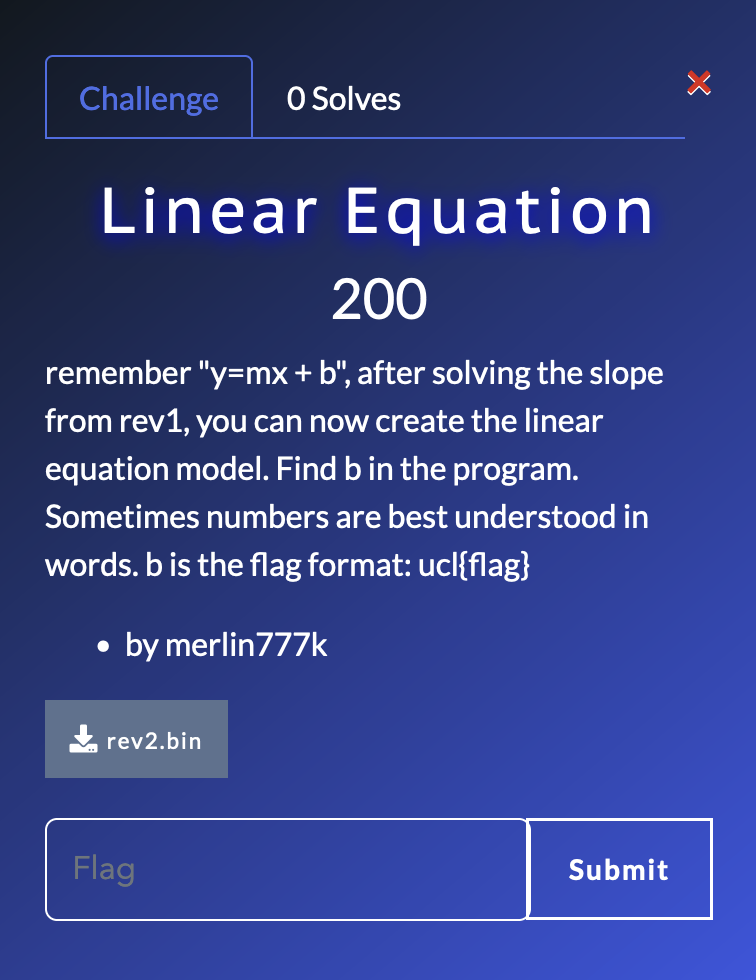 Challenge
0 Solves
Linear Equation
200
remember "y=mx + b", after solving the slope
from rev1, you can now create the linear
equation model. Find b in the program.
Sometimes numbers are best understood in
words. b is the flag format: ucl{flag}
• by merlin777k
rev2.bin
Flag
Submit